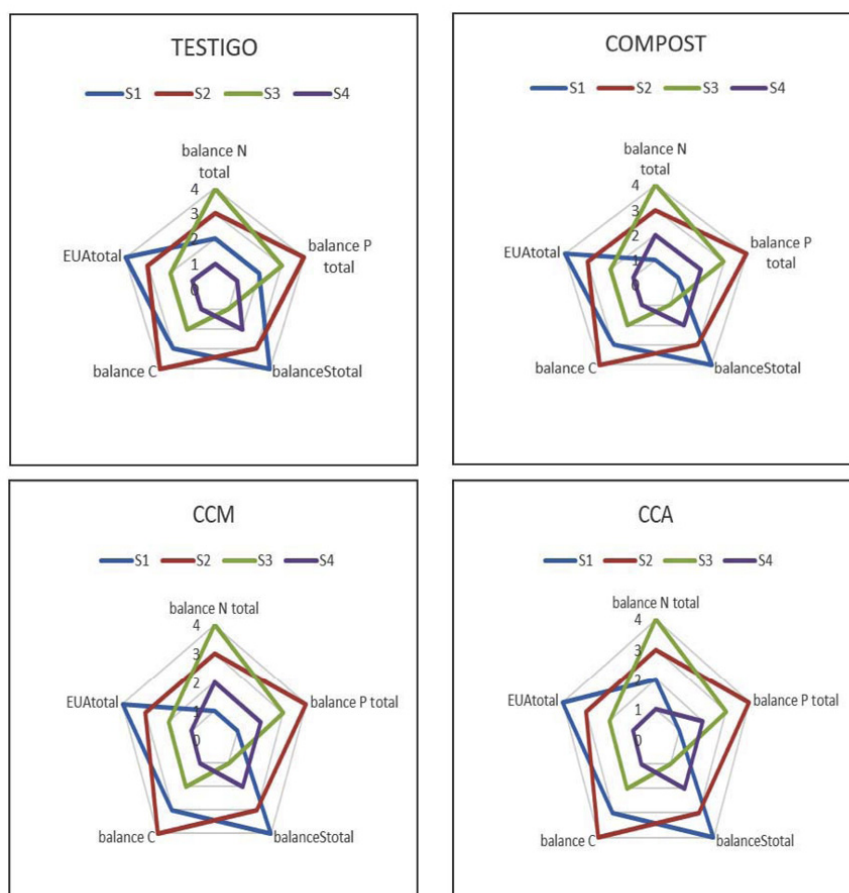 TESTIGO
S1 S2 S3 S4
balance N
total
4
3
2
1
0
balance P
total
balanceStotal
balance C
EUAtotal
COMPOST
S1 S2 S3 S4
balance N
total
4
3
2
1
0
balance P
total
balanceStotal
balance C
EUAtotal
CCM
S1 S2 S3 S4
balance N total
4
3
2
1
0
balance P total
balanceStotal
balance C
EUAtotal
CCA
S1 S2 S3 S4
balance N total
4
3
2
1
0
balance P total
balanceStotal
balance C
EUAtotal